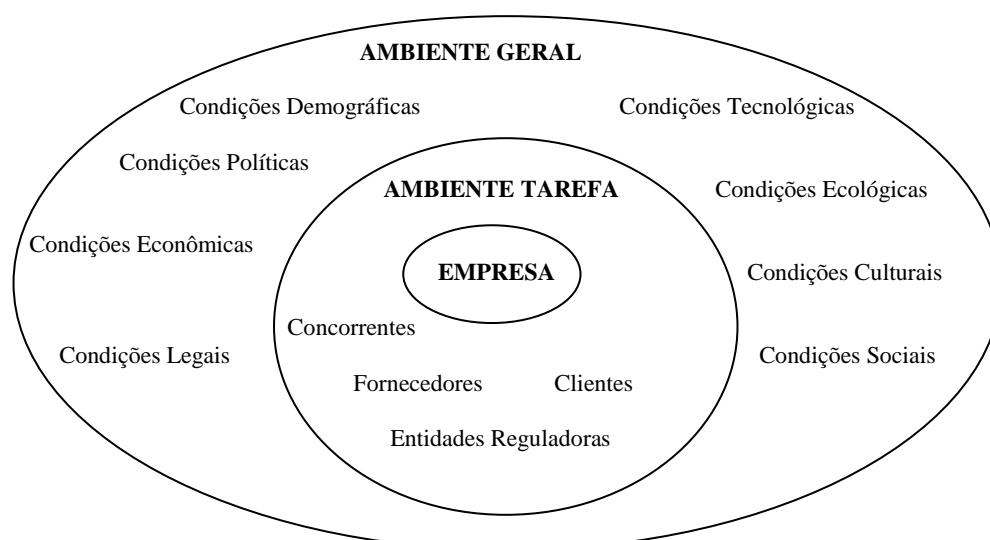 AMBIENTE GERAL
Condições Demográficas
Condições Tecnológicas
Condições Políticas
AMBIENTE TAREFA
Condições Ecológicas
Condições Econômicas
EMPRESA
Condições Culturais
Concorrentes
Condições Legais
Condições Sociais
Fornecedores
Clientes
Entidades Reguladoras